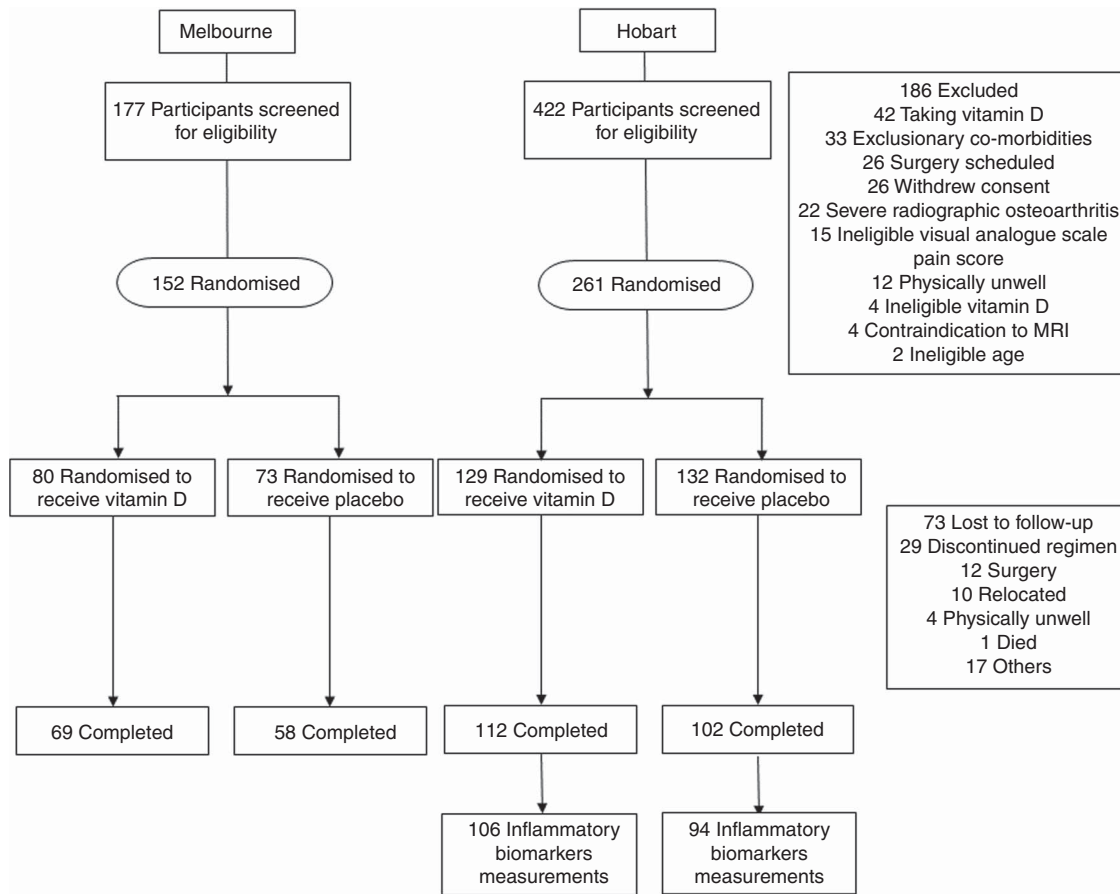 Melbourne
Hobart
177 Participants screened
for eligibility
422 Participants screened
for eligibility
186 Excluded
42 Taking vitamin D
33 Exclusionary co-morbidities
26 Surgery scheduled
26 Withdrew consent
22 Severe radiographic osteoarthritis
15 Ineligible visual analogue scale
pain score
12 Physically unwell
4 Ineligible vitamin D
4 Contraindication to MRI
2 Ineligible age
152 Randomised
261 Randomised
80 Randomised to
receive vitamin D
73 Randomised to
receive placebo
129 Randomised to
receive vitamin D
132 Randomised to
receive placebo
73 Lost to follow-up
29 Discontinued regimen
12 Surgery
10 Relocated
4 Physically unwell
1 Died
17 Others
69 Completed
58 Completed
112 Completed
102 Completed
106 Inflammatory
biomarkers
measurements
94 Inflammatory
biomarkers
measurements